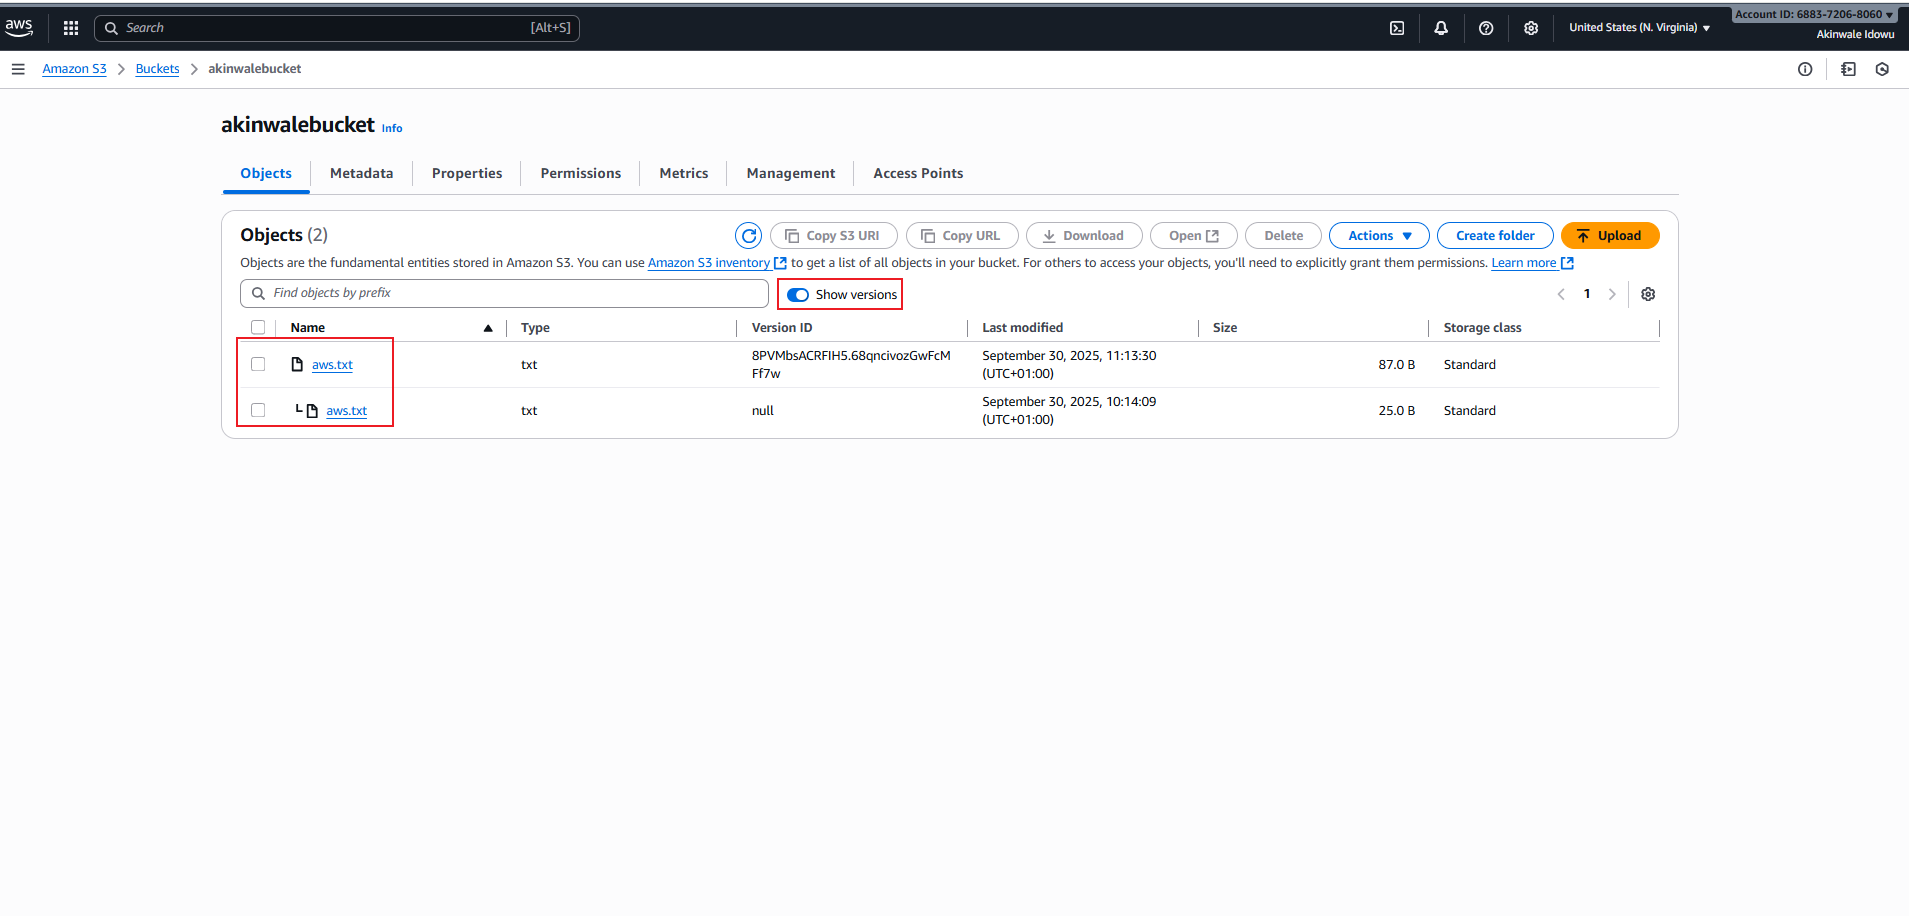 aws
Search [Alt+S]
United States (N. Virginia)
Account ID: 6883-7206-8060
Akinwale Idowu
Amazon S3 > Buckets > akinwalebucket
akinwalebucket Info
Objects Metadata Properties Permissions Metrics Management Access Points
Objects (2) Copy S3 URI Copy URL Download Open Delete Actions Create folder Upload
Objects are the fundamental entities stored in Amazon S3. You can use Amazon S3 inventory to get a list of all objects in your bucket. For others to access your objects, you'll need to explicitly grant them permissions. Learn more
Find objects by prefix Show versions 1
Name Type Version ID Last modified Size Storage class
aws.txt txt 8PVMbsACRFIH5.68qncivozGwFcM September 30, 2025, 11:13:30 87.0 B Standard
Ff7w (UTC+01:00)
aws.txt txt null September 30, 2025, 10:14:09 25.0 B Standard
(UTC+01:00)